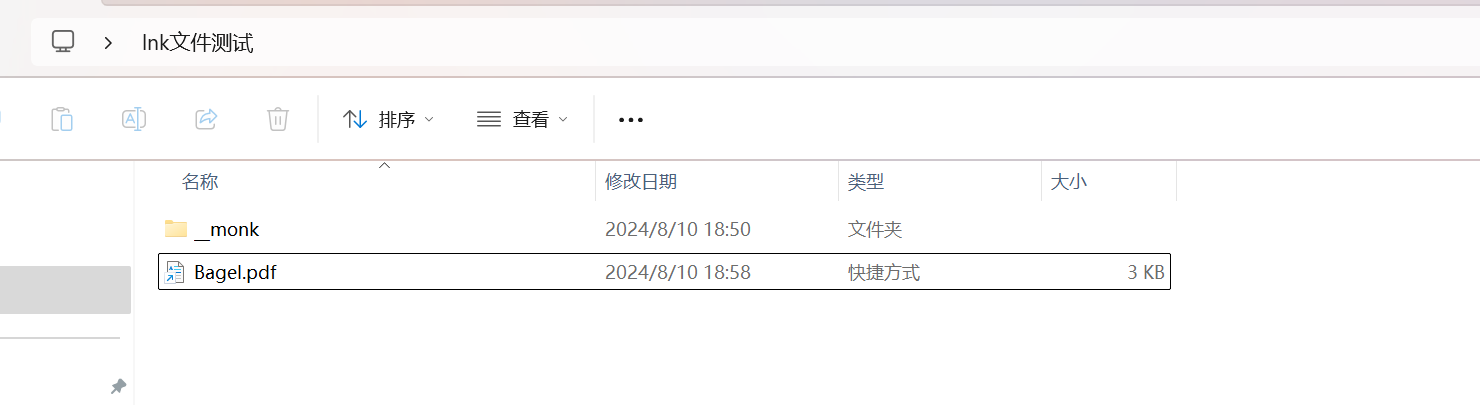 lnk文件测试
排序 查看
名称 修改日期 类型 大小
__monk 2024/8/10 18:50 文件夹
Bagel.pdf 2024/8/10 18:58 快捷方式 3 KB